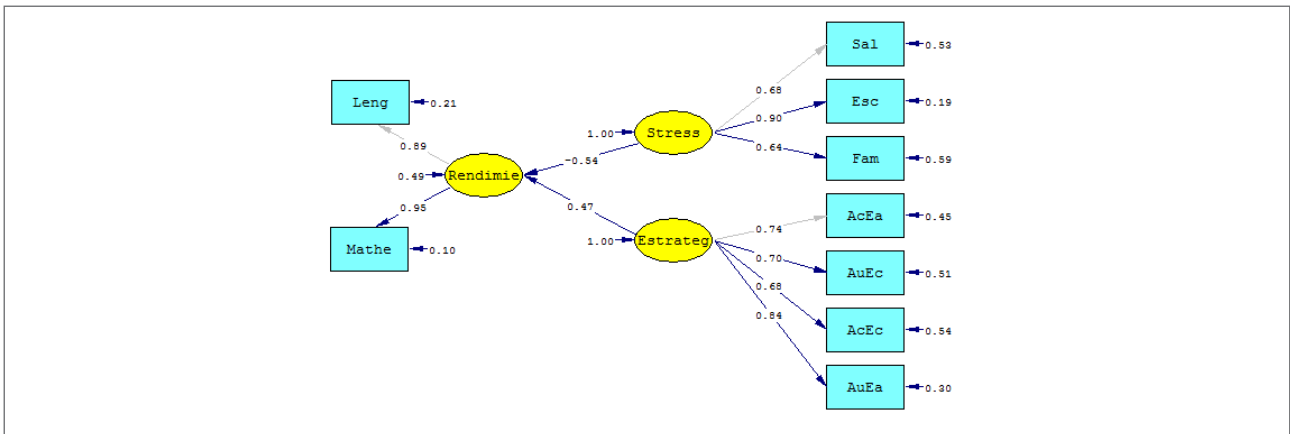 Sal
0.53
Leng
0.21
0.68
Esc
0.19
1.00
Stress
0.90
0.89
-0.54
0.64
Fam
0.59
0.49
Rendimie
0.95
0.47
0.74
AcEa
0.45
Mathe
0.10
1.00
Estrateg
0.70
AuEc
0.51
0.68
0.84
AcEc
0.54
AuEa
0.30